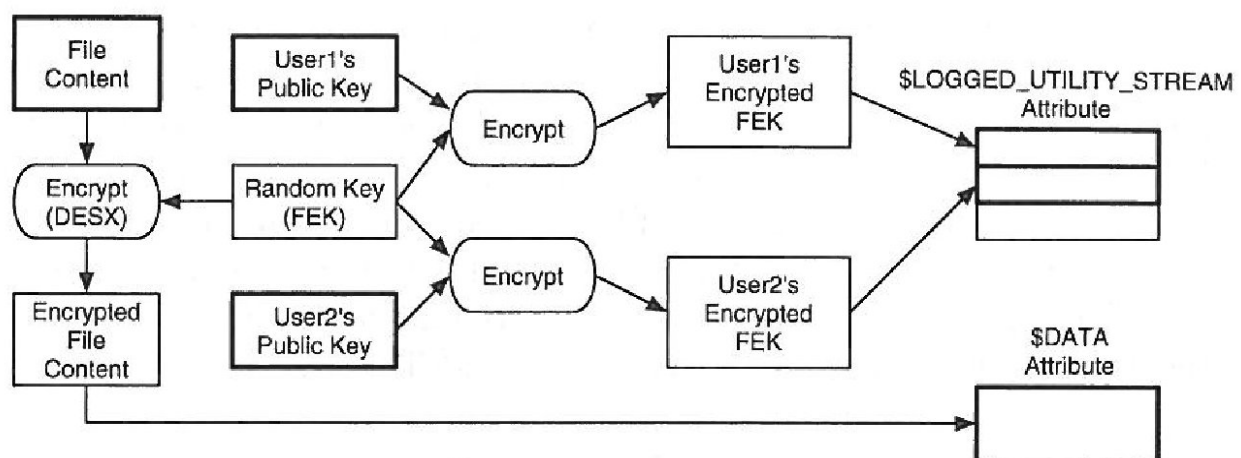 File
Content
User1's
Public Key
Encrypt
User1's
Encrypted
FEK
$LOGGED_UTILITY_STREAM
Attribute
Encrypt
(DESX)
Random Key
(FEK)
Encrypted
File
Content
User2's
Public Key
Encrypt
User2's
Encrypted
FEK
$DATA
Attribute